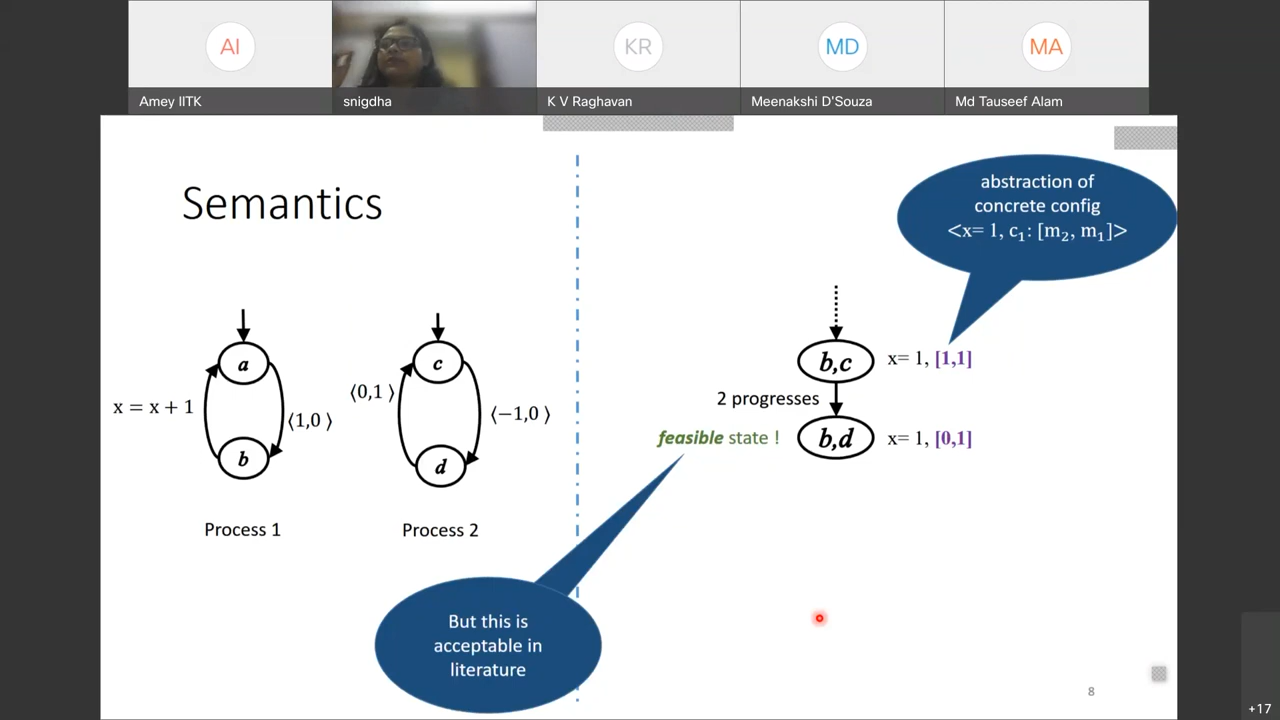 AI
KR
MD
MA
Amey IITK
snigdha
K V Raghavan
Meenakshi D'Souza
Md Tauseef Alam
Semantics
abstraction of
concrete config
<x= 1, c₁: [m₂, m₁]>
a
c
b,c
x= 1, [1,1]
x = x + 1
⟨1,0 ⟩
⟨0,1 ⟩
⟨−1,0 ⟩
2 progresses
b
d
feasible state !
b,d
x= 1, [0,1]
Process 1
Process 2
But this is
acceptable in
literature
8
+17